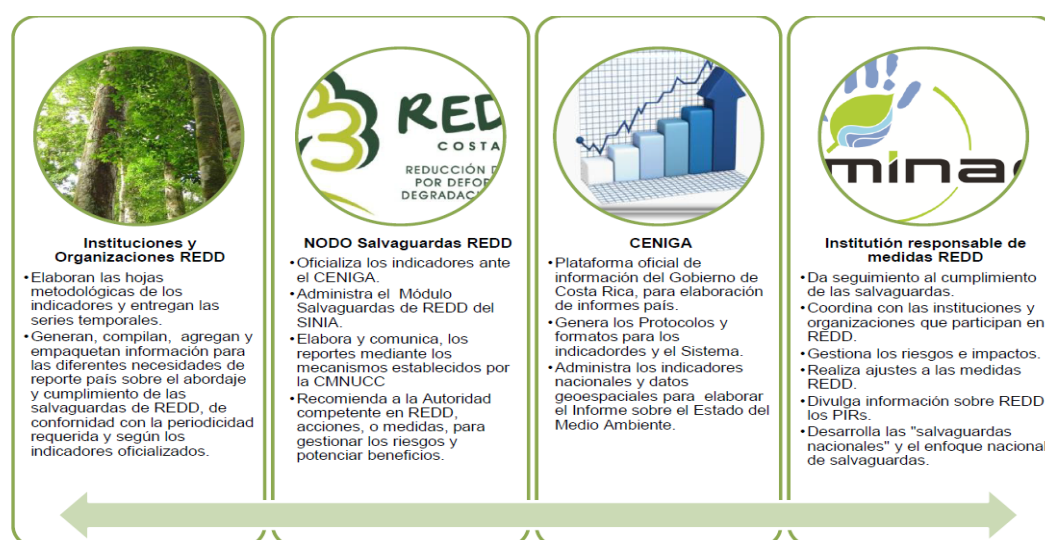 RED
COSTA
REDUCCIÓN D
POR DEFOR
DEGRADAC
minae
Instituciones y
Organizaciones REDD
•Elaboran las hojas
metodológicas de los
indicadores y entregan las
series temporales.
•Generan, compilan, agregan y
empaquetan información para
las diferentes necesidades de
reporte país sobre el abordaje
y cumplimiento de las
salvaguardas de REDD, de
conformidad con la periodicidad
requerida y según los
indicadores oficializados.
NODO Salvaguardas REDD
•Oficializa los indicadores ante
el CENIGA.
•Administra el Módulo
Salvaguardas de REDD del
SINIA.
•Elabora y comunica, los
reportes mediante los
mecanismos establecidos por
la CMNUCC
•Recomienda a la Autoridad
competente en REDD,
acciones, o medidas, para
gestionar los riesgos y
potenciar beneficios.
CENIGA
•Plataforma oficial de
información del Gobierno de
Costa Rica, para elaboración
de informes país.
•Genera los Protocolos y
formatos para los
indicadordes y el Sistema.
•Administra los indicadores
nacionales y datos
geoespaciales para elaborar
el Informe sobre el Estado del
Medio Ambiente.
Institutión responsable de
medidas REDD
•Da seguimiento al cumplimiento
de las salvaguardas.
•Coordina con las instituciones y
organizaciones que participan en
REDD.
•Gestiona los riesgos e impactos.
•Realiza ajustes a las medidas
REDD.
•Divulga información sobre REDD
los PIRs.
•Desarrolla las "salvaguardas
nacionales" y el enfoque nacional
de salvaguardas.